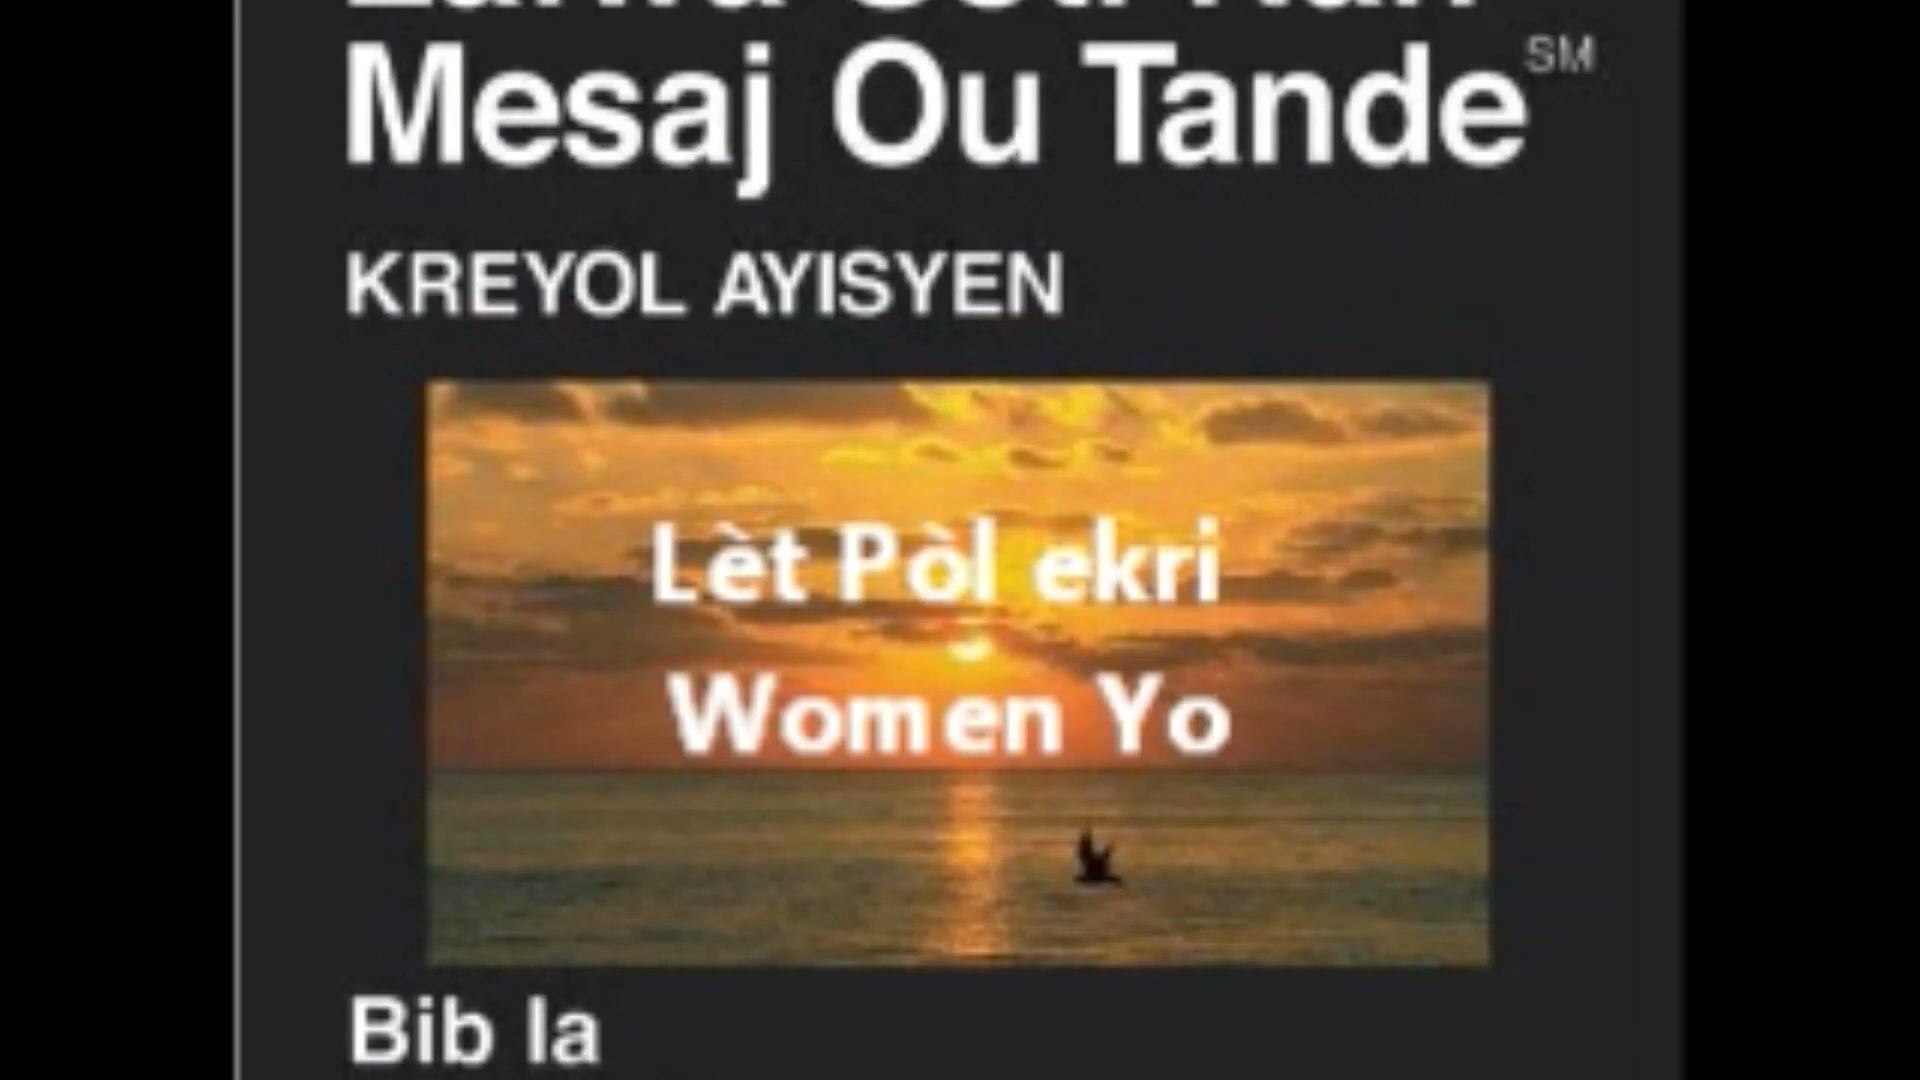 Mesaj Ou Tande SM
KREYOL AYISYEN
Lèt Pòl ekri
Women Yo
Bib la